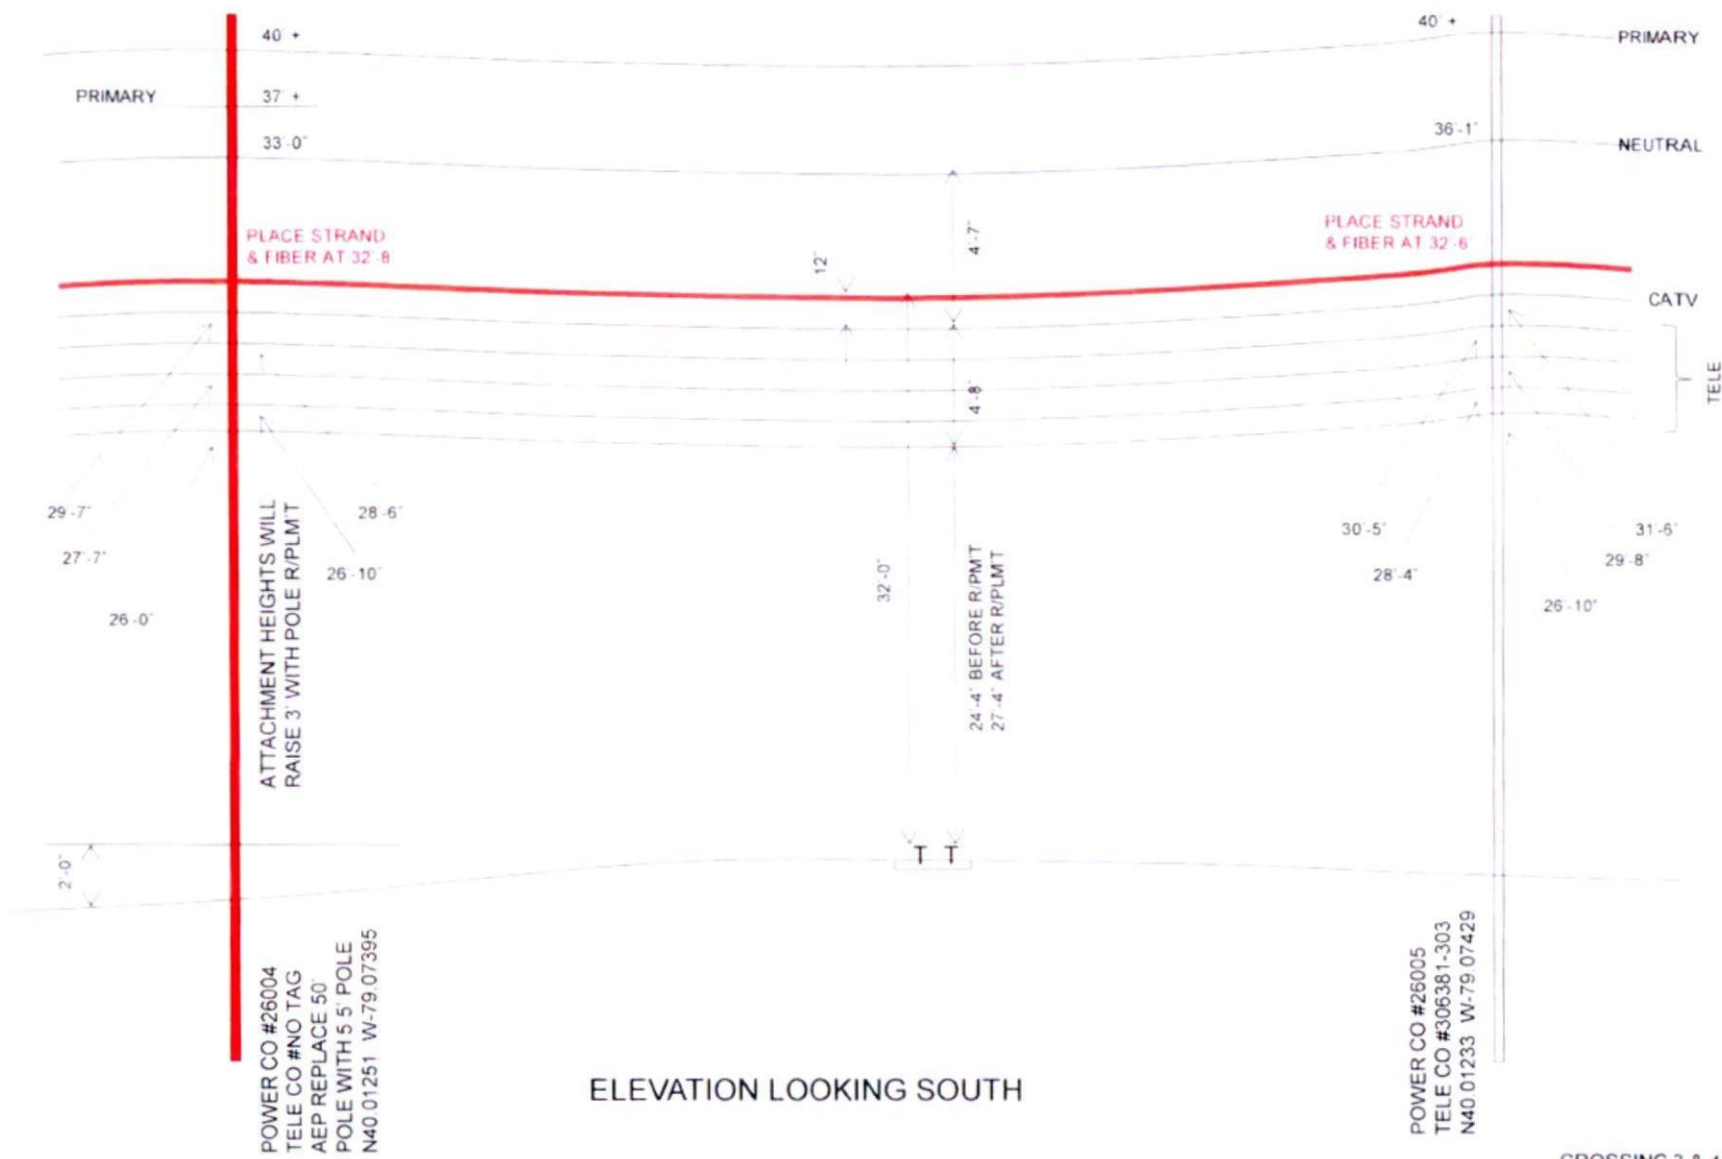 40' +
40' +
PRIMARY
PRIMARY
37' +
33'-0"
36'-1"
NEUTRAL
PLACE STRAND
& FIBER AT 32'-8
PLACE STRAND
& FIBER AT 32'-6
12"
4'-7"
CATV
TELE
4'-8"
29'-7"
28'-6"
27'-7"
26'-10"
26'-0"
ATTACHMENT HEIGHTS WILL
RAISE 3' WITH POLE R/PLM'T
32'-0"
24'-4" BEFORE R/PMT
27'-4" AFTER R/PLMT
30'-5"
31'-6"
28'-4"
29'-8"
26'-10"
2'-0"
T T
POWER CO #26004
TELE CO #NO TAG
AEP REPLACE 50'
POLE WITH 5 5' POLE
N40.01251 W-79.07395
POWER CO #26005
TELE CO #306381-303
N40.01233 W-79.07429
ELEVATION LOOKING SOUTH